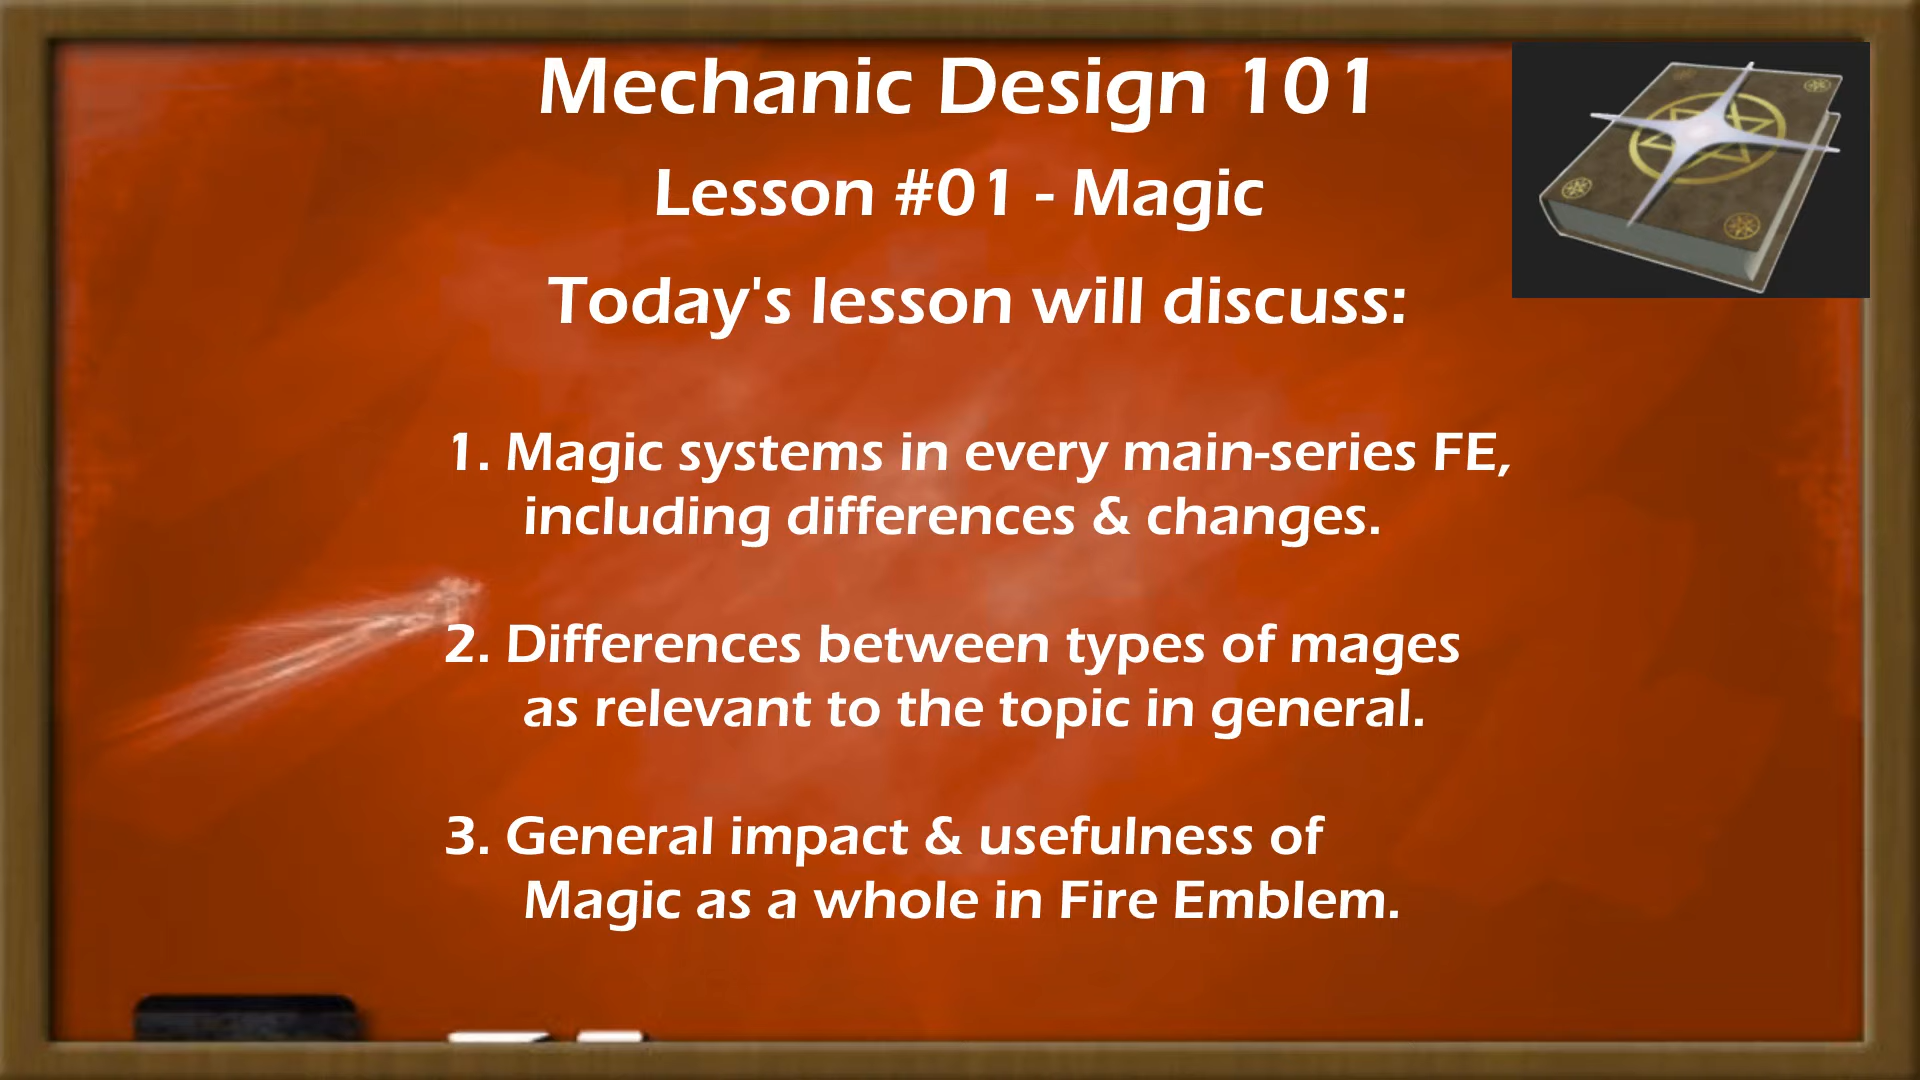 Mechanic Design 101
Lesson #01 - Magic
Today's lesson will discuss:
1. Magic systems in every main-series FE,
including differences & changes.
2. Differences between types of mages
as relevant to the topic in general.
3. General impact & usefulness of
Magic as a whole in Fire Emblem.